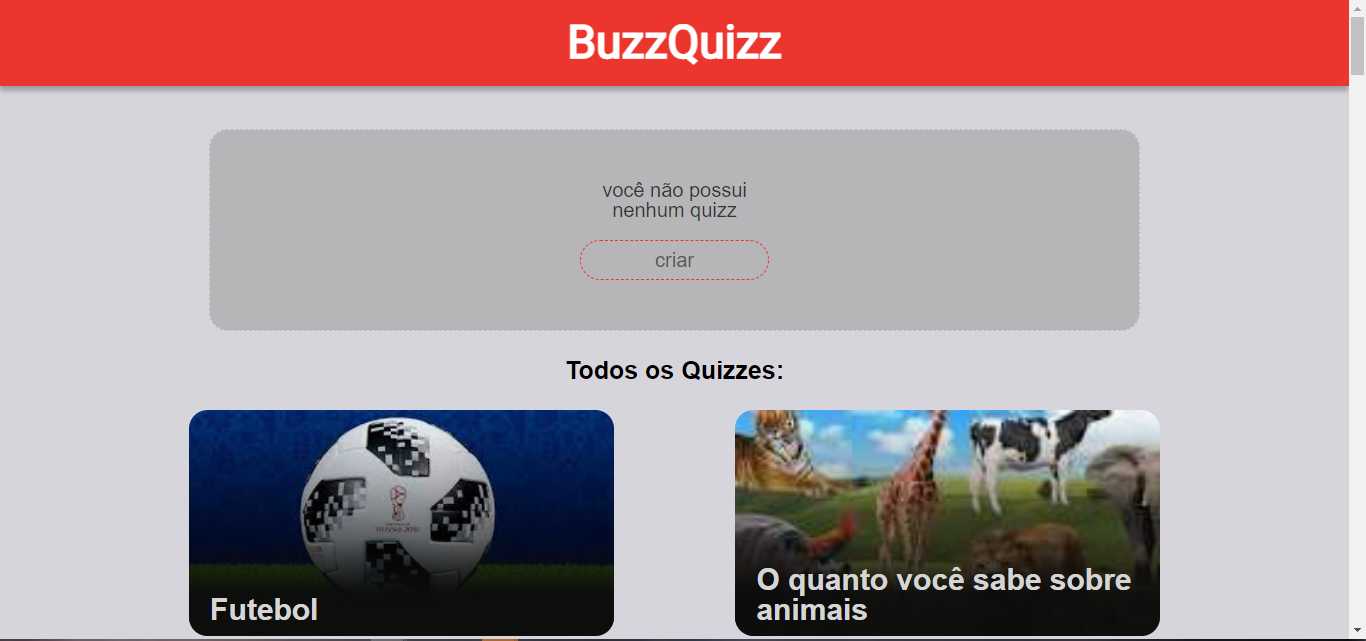 BuzzQuizz
você não possui
nenhum quizz
criar
Todos os Quizzes:
Futebol
O quanto você sabe sobre
animais